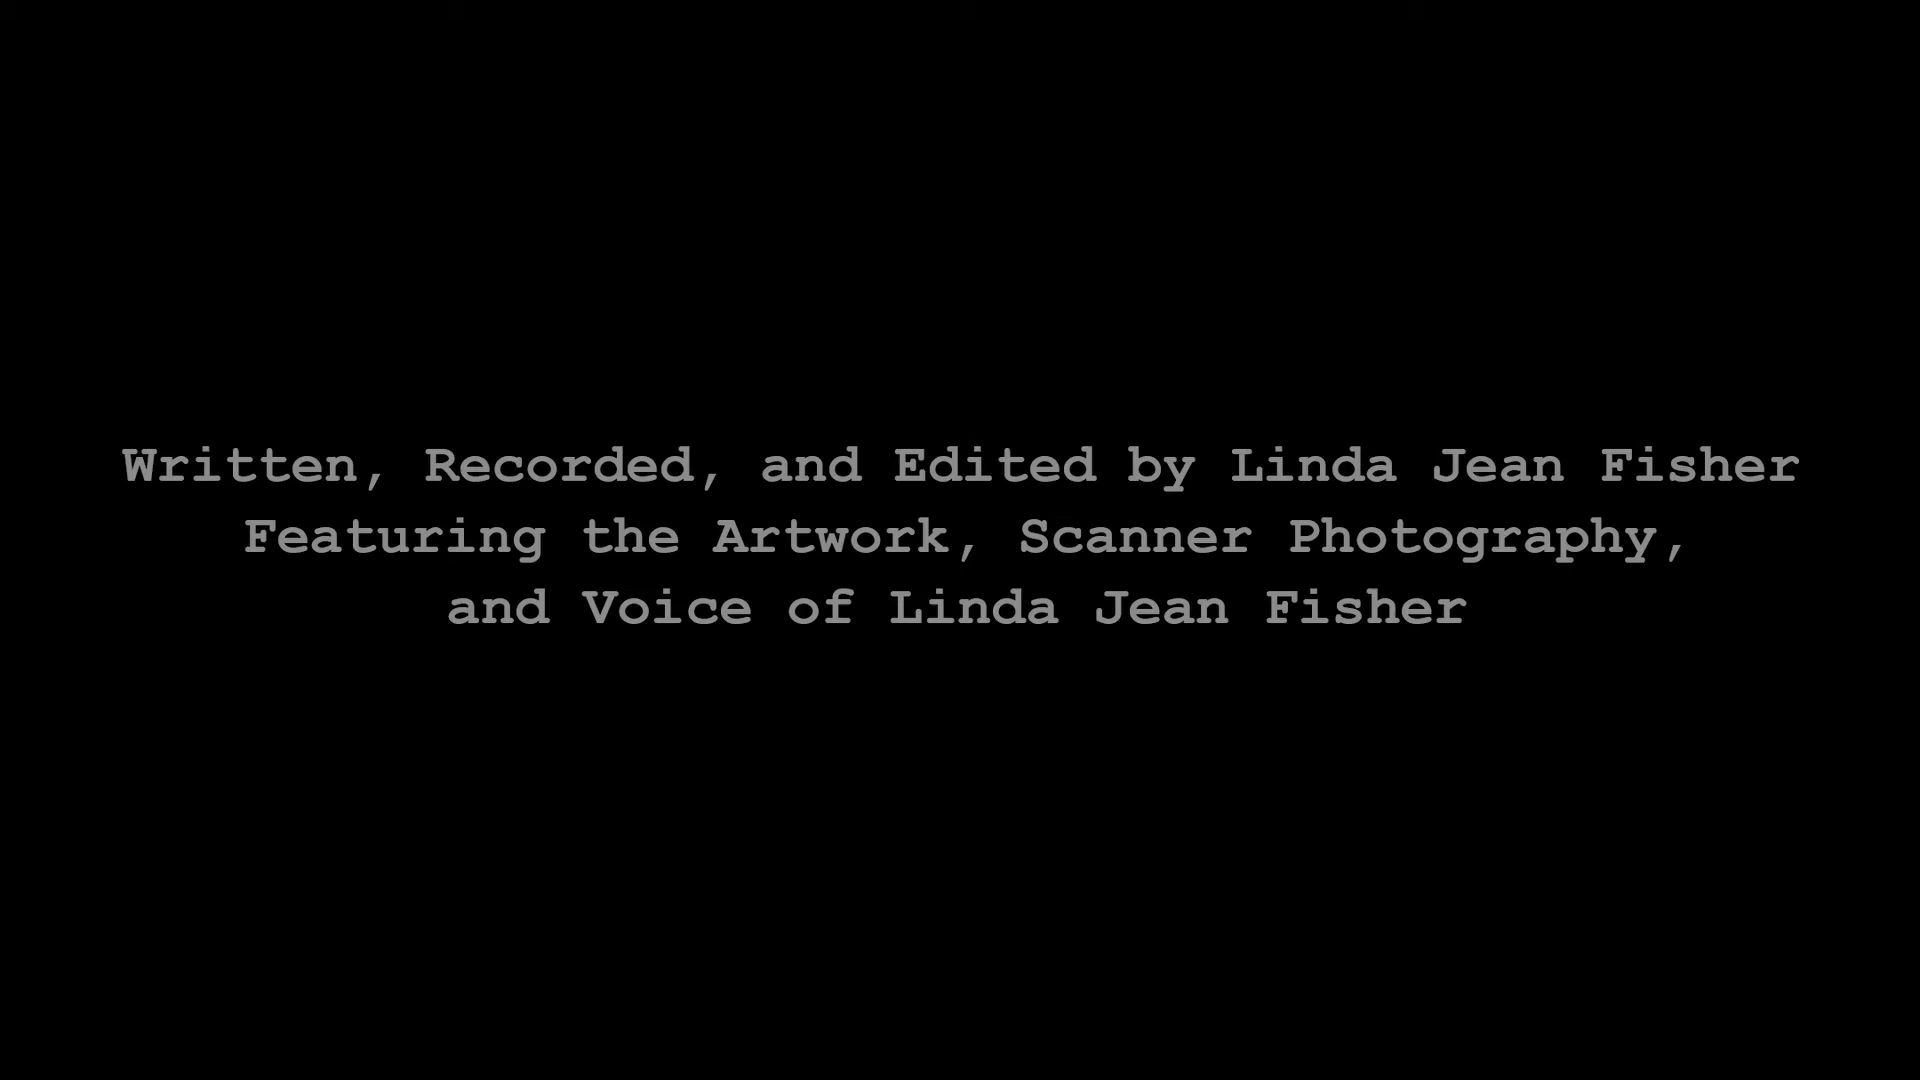 Written, Recorded, and Edited by Linda Jean Fisher
Featuring the Artwork, Scanner Photography,
and Voice of Linda Jean Fisher